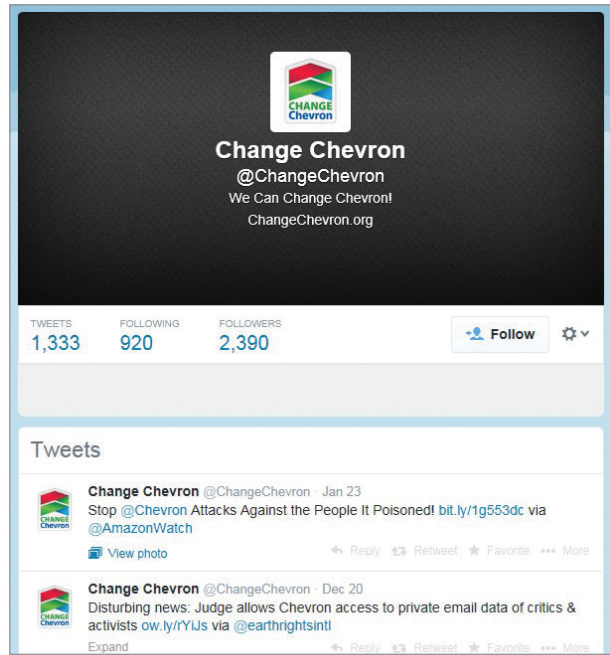 CHANGE
Chevron
Change Chevron
@ChangeChevron
We Can Change Chevron!
ChangeChevron.org
TWEETS FOLLOWING FOLLOWERS
1,333 920 2,390 Follow
Tweets
CHANGE
Chevron
Change Chevron @ChangeChevron · Jan 23
Stop @Chevron Attacks Against the People It Poisoned! bit.ly/1g553dc via
@AmazonWatch
View photo Reply Retweet Favorite More
CHANGE
Chevron
Change Chevron @ChangeChevron · Dec 20
Disturbing news: Judge allows Chevron access to private email data of critics &
activists ow.ly/rYiJs via @earthrightsintl
Expand Reply Retweet Favorite More